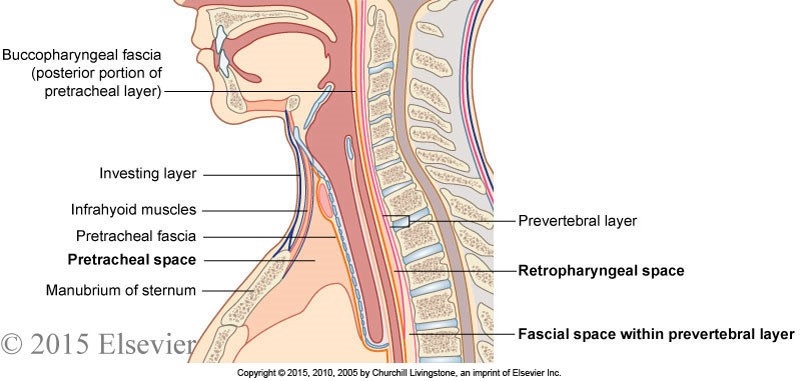 Buccopharyngeal fascia
(posterior portion of
pretracheal layer)
Investing layer
Infrahyoid muscles
Pretracheal fascia
Pretracheal space
Manubrium of sternum
Prevertebral layer
Retropharyngeal space
Fascial space within prevertebral layer
© 2015 Elsevier
Copyright © 2015, 2010, 2005 by Churchill Livingstone, an imprint of Elsevier Inc.